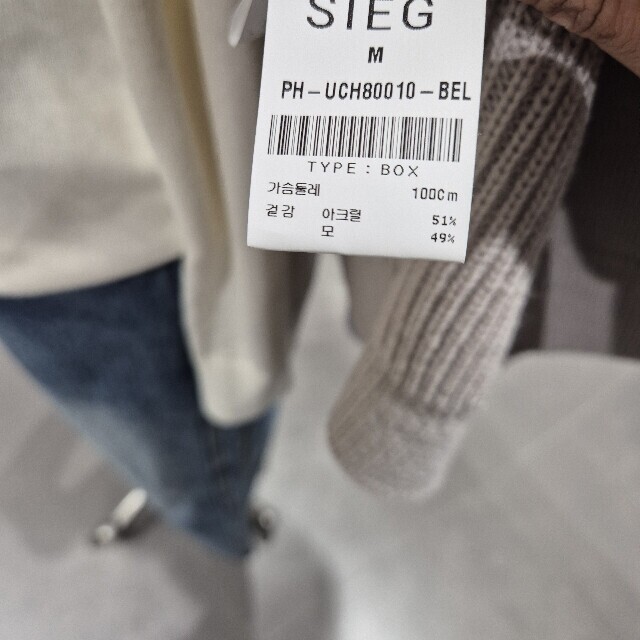 SIEG
M
PH-UCH80010-BEL
TYPE : BOX
가슴둘레 100Cm
겉감 아크릴 51%
모 49%